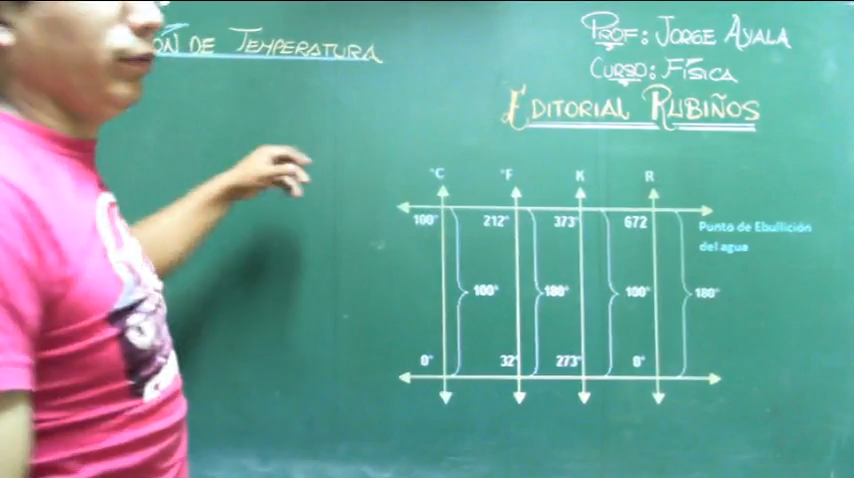 ÓN DE TEMPERATURA
PROF: JORGE AYALA
CURSO: FÍSICA
EDITORIAL RUBIÑOS
°C °F K R
100° 212° 373° 672
Punto de Ebullición
del agua
100° 180° 100° 180°
0° 32° 273° 0°